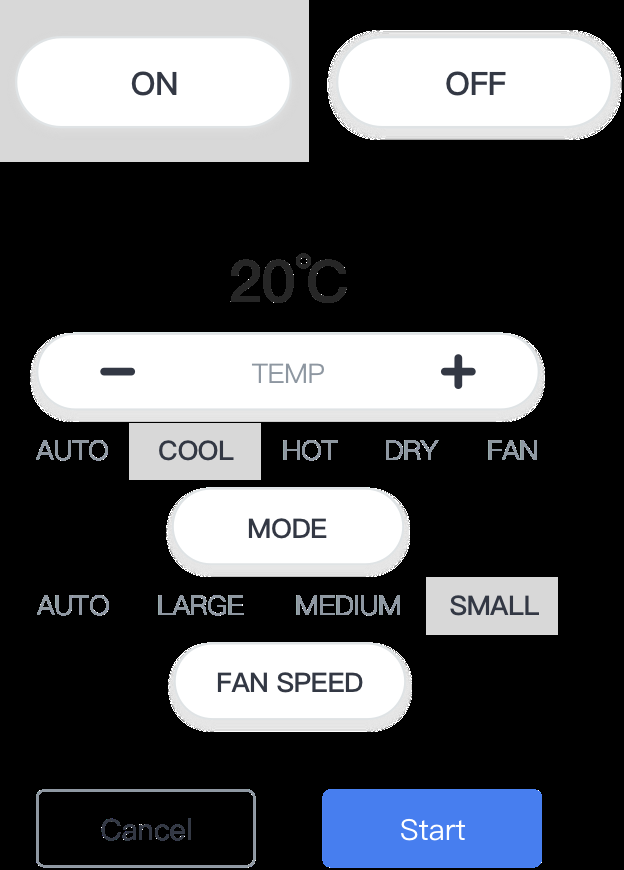 ON OFF
20°C
− TEMP +
AUTO COOL HOT DRY FAN
MODE
AUTO LARGE MEDIUM SMALL
FAN SPEED
Cancel Start